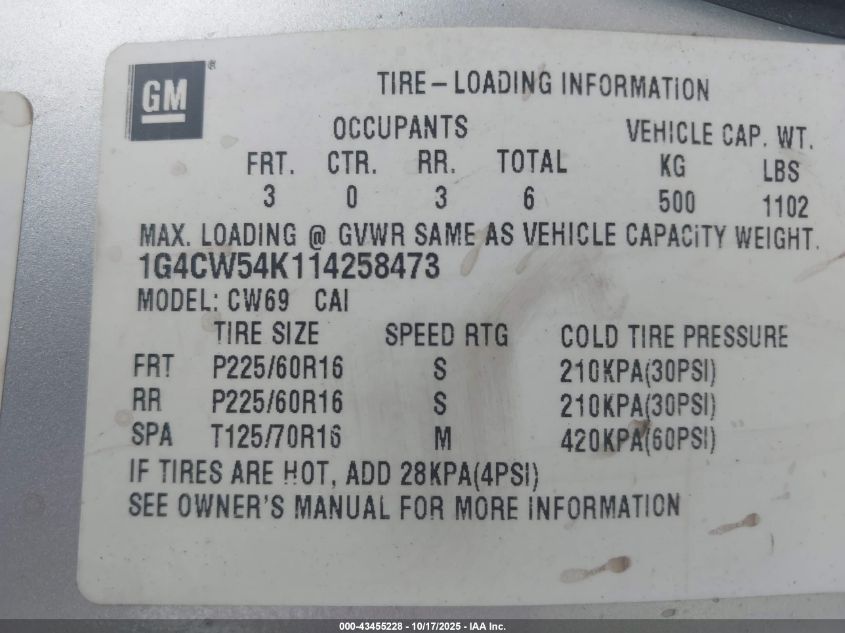 GM®
TIRE-LOADING INFORMATION
OCCUPANTS VEHICLE CAP. WT.
FRT. CTR. RR. TOTAL KG LBS
3 0 3 6 500 1102
MAX. LOADING @ GVWR SAME AS VEHICLE CAPACITY WEIGHT.
1G4CW54K114258473
MODEL: CW69 CAI
TIRE SIZE SPEED RTG COLD TIRE PRESSURE
FRT P225/60R16 S 210KPA(30PSI)
RR P225/60R16 S 210KPA(30PSI)
SPA T125/70R16 M 420KPA(60PSI)
IF TIRES ARE HOT, ADD 28KPA(4PSI)
SEE OWNER'S MANUAL FOR MORE INFORMATION
000-43455228 - 10/17/2025 - IAA Inc.